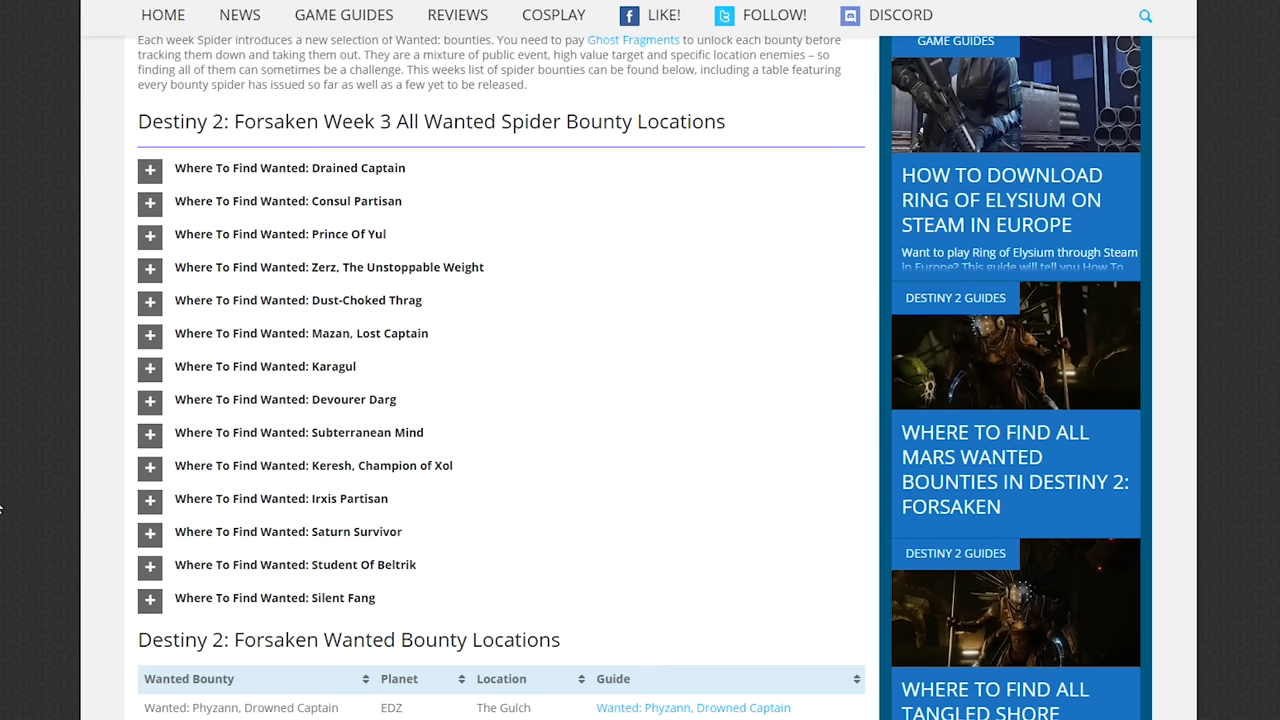 HOME NEWS GAME GUIDES REVIEWS COSPLAY LIKE! FOLLOW! DISCORD
Each week Spider introduces a new selection of Wanted: bounties. You need to pay Ghost Fragments to unlock each bounty before
tracking them down and taking them out. They are a mixture of public event, high value target and specific location enemies – so
finding all of them can sometimes be a challenge. This weeks list of spider bounties can be found below, including a table featuring
every bounty spider has issued so far as well as a few yet to be released.
Destiny 2: Forsaken Week 3 All Wanted Spider Bounty Locations
Where To Find Wanted: Drained Captain
Where To Find Wanted: Consul Partisan
Where To Find Wanted: Prince Of Yul
Where To Find Wanted: Zerz, The Unstoppable Weight
Where To Find Wanted: Dust-Choked Thrag
Where To Find Wanted: Mazan, Lost Captain
Where To Find Wanted: Karagul
Where To Find Wanted: Devourer Darg
Where To Find Wanted: Subterranean Mind
Where To Find Wanted: Keresh, Champion of Xol
Where To Find Wanted: Irxis Partisan
Where To Find Wanted: Saturn Survivor
Where To Find Wanted: Student Of Beltrik
Where To Find Wanted: Silent Fang
Destiny 2: Forsaken Wanted Bounty Locations
Wanted Bounty Planet Location Guide
Wanted: Phyzann, Drowned Captain EDZ The Gulch Wanted: Phyzann, Drowned Captain
GAME GUIDES
HOW TO DOWNLOAD
RING OF ELYSIUM ON
STEAM IN EUROPE
Want to play Ring of Elysium through Steam
in Europe? This guide will tell you How To
DESTINY 2 GUIDES
WHERE TO FIND ALL
MARS WANTED
BOUNTIES IN DESTINY 2:
FORSAKEN
DESTINY 2 GUIDES
WHERE TO FIND ALL
TANGLED SHORE